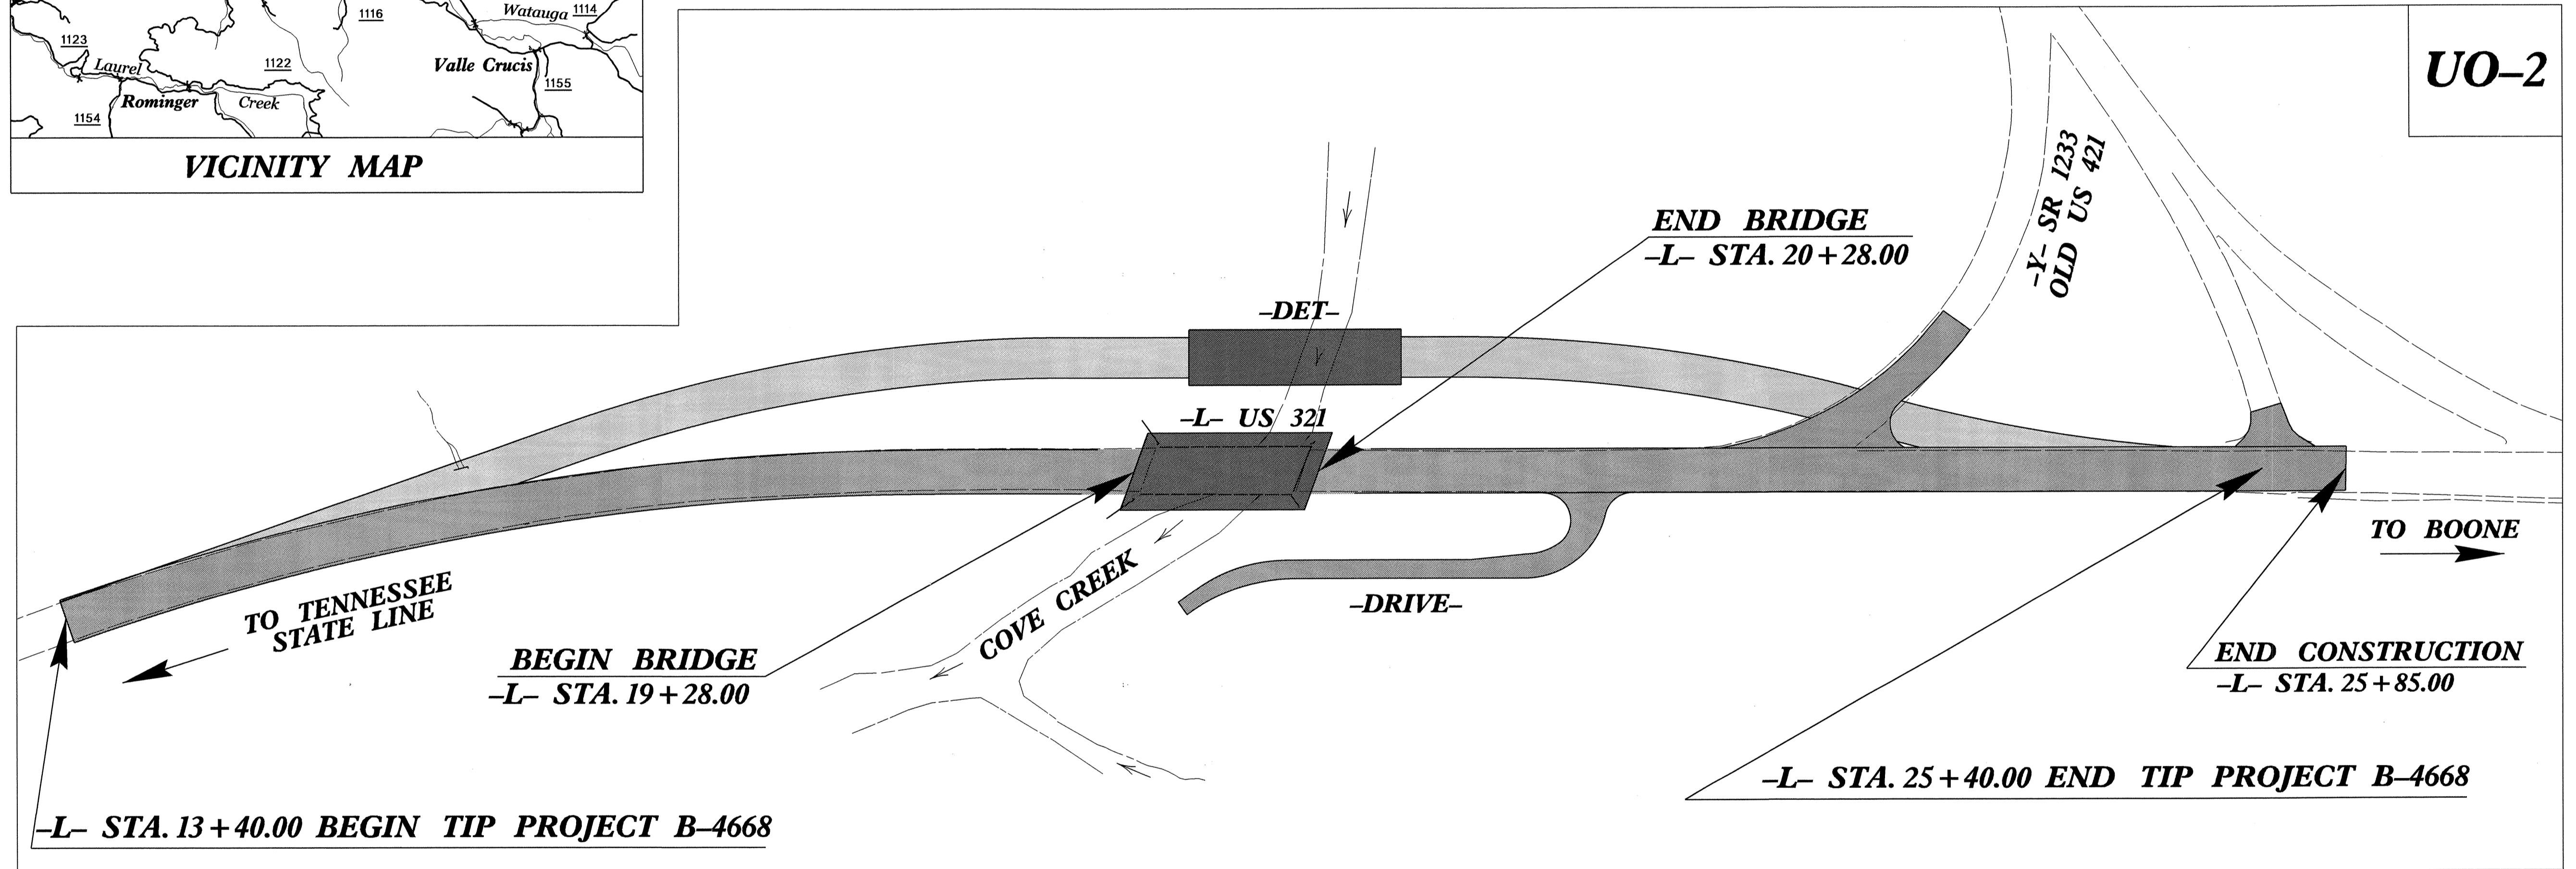 1116
Watauga 1114
1123
Laurel
1122
Valle Crucis
1155
Rominger
Creek
1154
VICINITY MAP
UO–2
–Y– SR 1233
OLD US 421
END BRIDGE
–L– STA. 20+28.00
–DET–
–L– US 321
TO BOONE
TO TENNESSEE
STATE LINE
COVE CREEK
–DRIVE–
BEGIN BRIDGE
–L– STA. 19+28.00
END CONSTRUCTION
–L– STA. 25+85.00
–L– STA. 25+40.00 END TIP PROJECT B–4668
–L– STA. 13+40.00 BEGIN TIP PROJECT B–4668